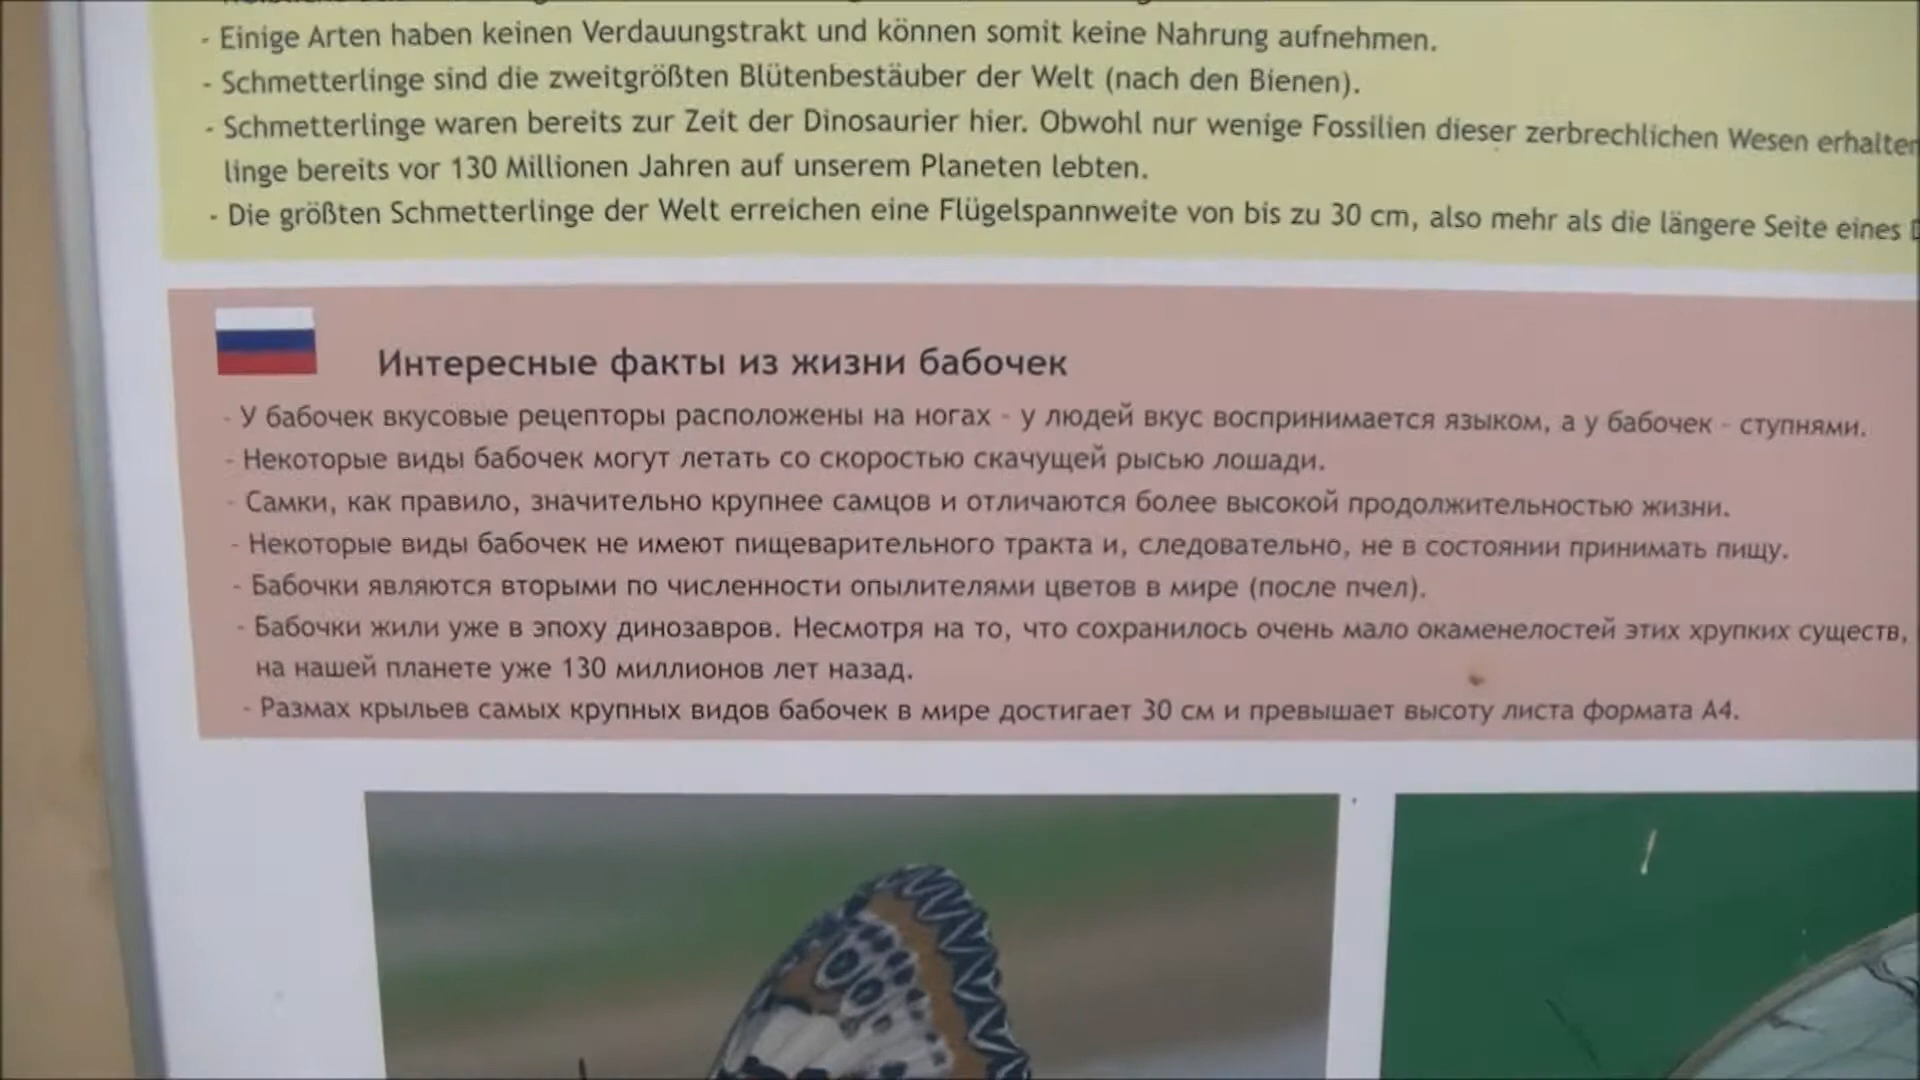 - Einige Arten haben keinen Verdauungstrakt und können somit keine Nahrung aufnehmen.
- Schmetterlinge sind die zweitgrößten Blütenbestäuber der Welt (nach den Bienen).
- Schmetterlinge waren bereits zur Zeit der Dinosaurier hier. Obwohl nur wenige Fossilien dieser zerbrechlichen Wesen erhalten
linge bereits vor 130 Millionen Jahren auf unserem Planeten lebten.
- Die größten Schmetterlinge der Welt erreichen eine Flügelspannweite von bis zu 30 cm, also mehr als die längere Seite eines
Интересные факты из жизни бабочек
- У бабочек вкусовые рецепторы расположены на ногах - у людей вкус воспринимается языком, а у бабочек - ступнями.
- Некоторые виды бабочек могут летать со скоростью скачущей рысью лошади.
- Самки, как правило, значительно крупнее самцов и отличаются более высокой продолжительностью жизни.
- Некоторые виды бабочек не имеют пищеварительного тракта и, следовательно, не в состоянии принимать пищу.
- Бабочки являются вторыми по численности опылителями цветов в мире (после пчел).
- Бабочки жили уже в эпоху динозавров. Несмотря на то, что сохранилось очень мало окаменелостей этих хрупких существ,
на нашей планете уже 130 миллионов лет назад.
- Размах крыльев самых крупных видов бабочек в мире достигает 30 см и превышает высоту листа формата А4.